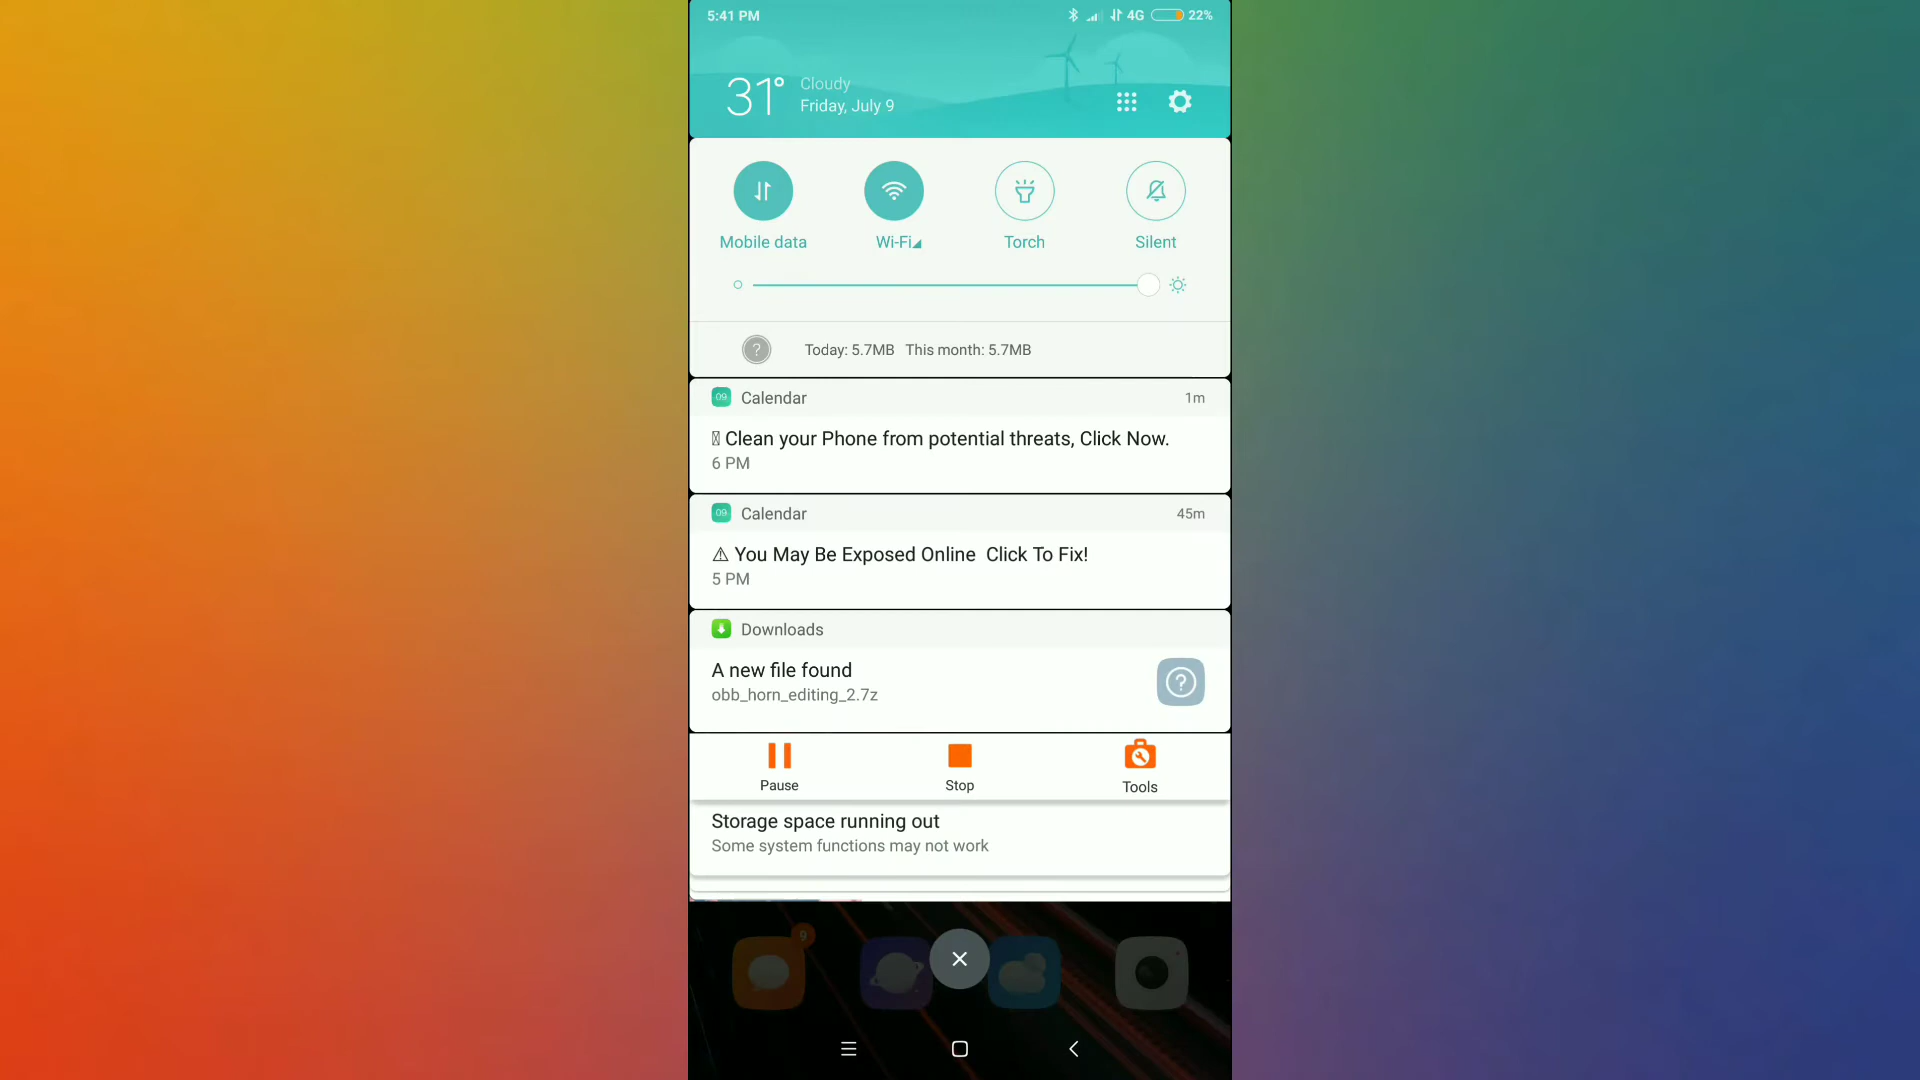 5:41 PM
4G 22%
31°
Cloudy
Friday, July 9
Mobile data
Wi-Fi
Torch
Silent
? Today: 5.7MB This month: 5.7MB
09 Calendar 1m
Clean your Phone from potential threats, Click Now.
6 PM
09 Calendar 45m
⚠ You May Be Exposed Online Click To Fix!
5 PM
Downloads
A new file found
obb_horn_editing_2.7z
?
Pause
Stop
Tools
Storage space running out
Some system functions may not work
9